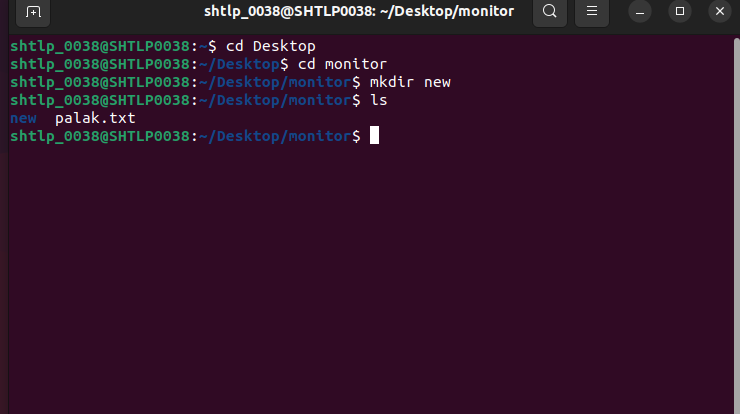 shtlp_0038@SHTLP0038: ~/Desktop/monitor
shtlp_0038@SHTLP0038:~$ cd Desktop
shtlp_0038@SHTLP0038:~/Desktop$ cd monitor
shtlp_0038@SHTLP0038:~/Desktop/monitor$ mkdir new
shtlp_0038@SHTLP0038:~/Desktop/monitor$ ls
new  palak.txt
shtlp_0038@SHTLP0038:~/Desktop/monitor$